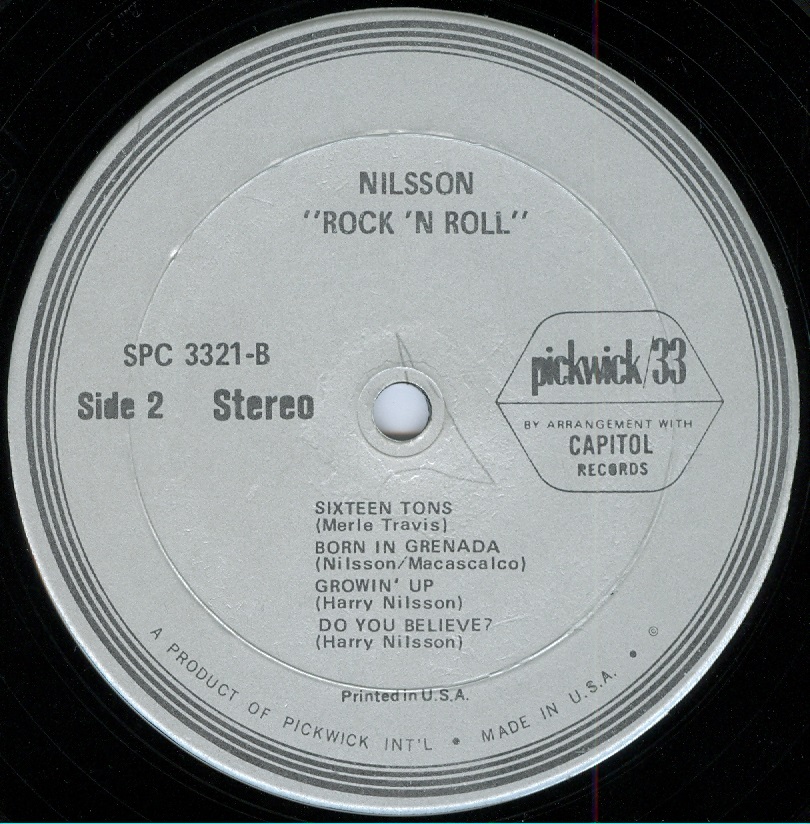 NILSSON
"ROCK 'N ROLL"
SPC 3321-B
Side 2 Stereo
pickwick/33
BY ARRANGEMENT WITH
CAPITOL
RECORDS
SIXTEEN TONS
(Merle Travis)
BORN IN GRENADA
(Nilsson/Macascalco)
GROWIN' UP
(Harry Nilsson)
DO YOU BELIEVE?
(Harry Nilsson)
Printed in U.S.A.
A PRODUCT OF PICKWICK INT'L • MADE IN U.S.A. • ©